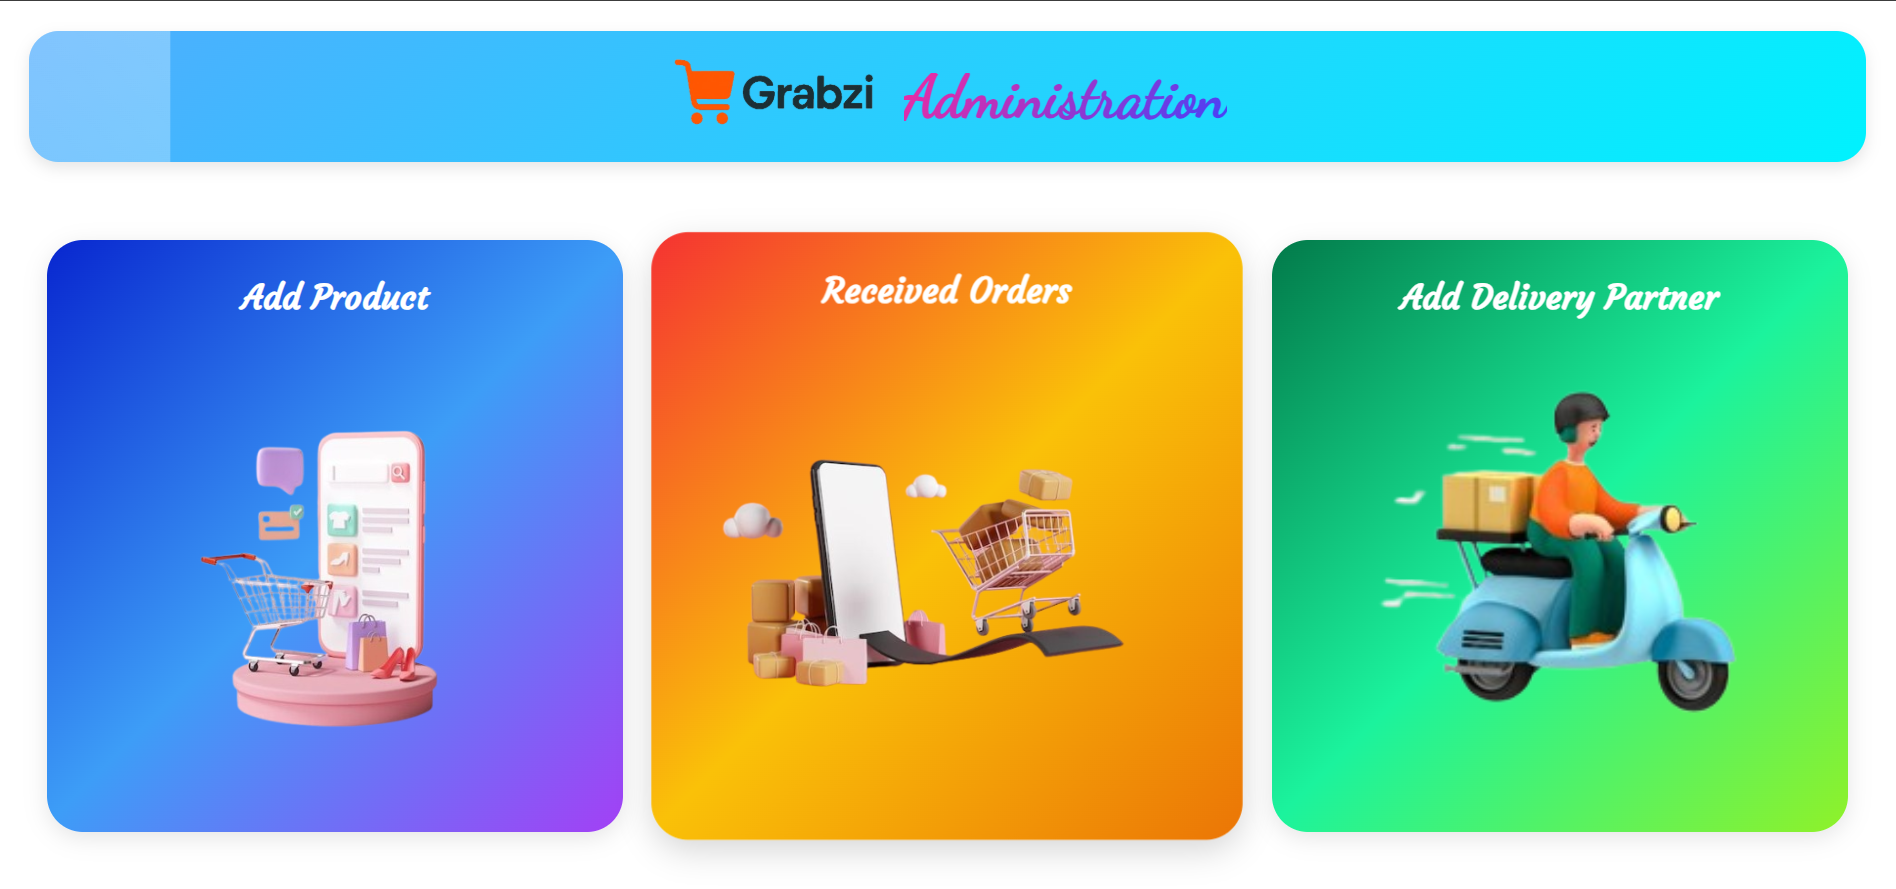 Grabzi Administration
Add Product
Received Orders
Add Delivery Partner